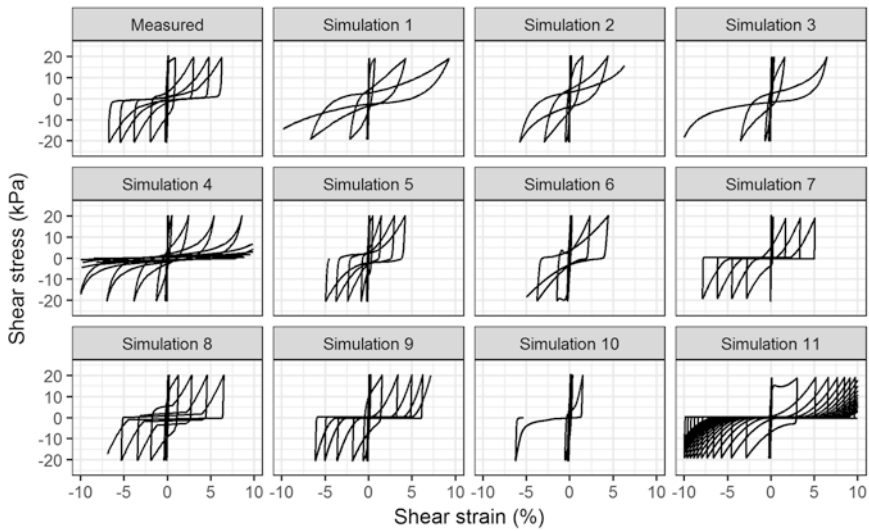 Measured Simulation 1 Simulation 2 Simulation 3
20
10
0
-10
-20
Simulation 4 Simulation 5 Simulation 6 Simulation 7
20
10
0
-10
-20
Shear stress (kPa)
Simulation 8 Simulation 9 Simulation 10 Simulation 11
20
10
0
-10
-20
-10 -5 0 5 10 -10 -5 0 5 10 -10 -5 0 5 10 -10 -5 0 5 10
Shear strain (%)